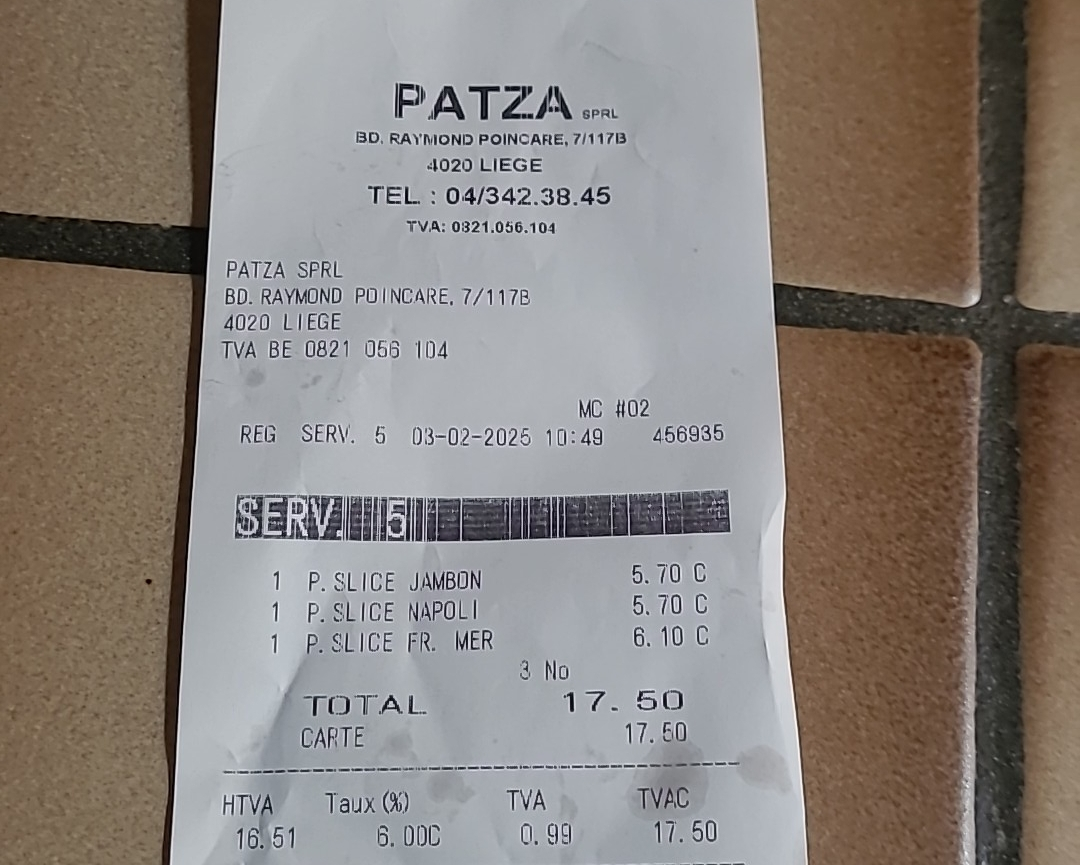 PATZA SPRL
BD. RAYMOND POINCARE, 7/117B
4020 LIEGE
TEL. : 04/342.38.45
TVA: 0821.056.104
PATZA SPRL
BD. RAYMOND POINCARE, 7/117B
4020 LIEGE
TVA BE 0821 056 104
MC #02
REG SERV. 5 03-02-2025 10:49 456935
SERV. 5
1 P.SLICE JAMBON 5.70 C
1 P.SLICE NAPOLI 5.70 C
1 P.SLICE FR. MER 6.10 C
3 No
TOTAL 17.50
CARTE 17.50
HTVA Taux (%) TVA TVAC
16.51 6.00C 0.99 17.50